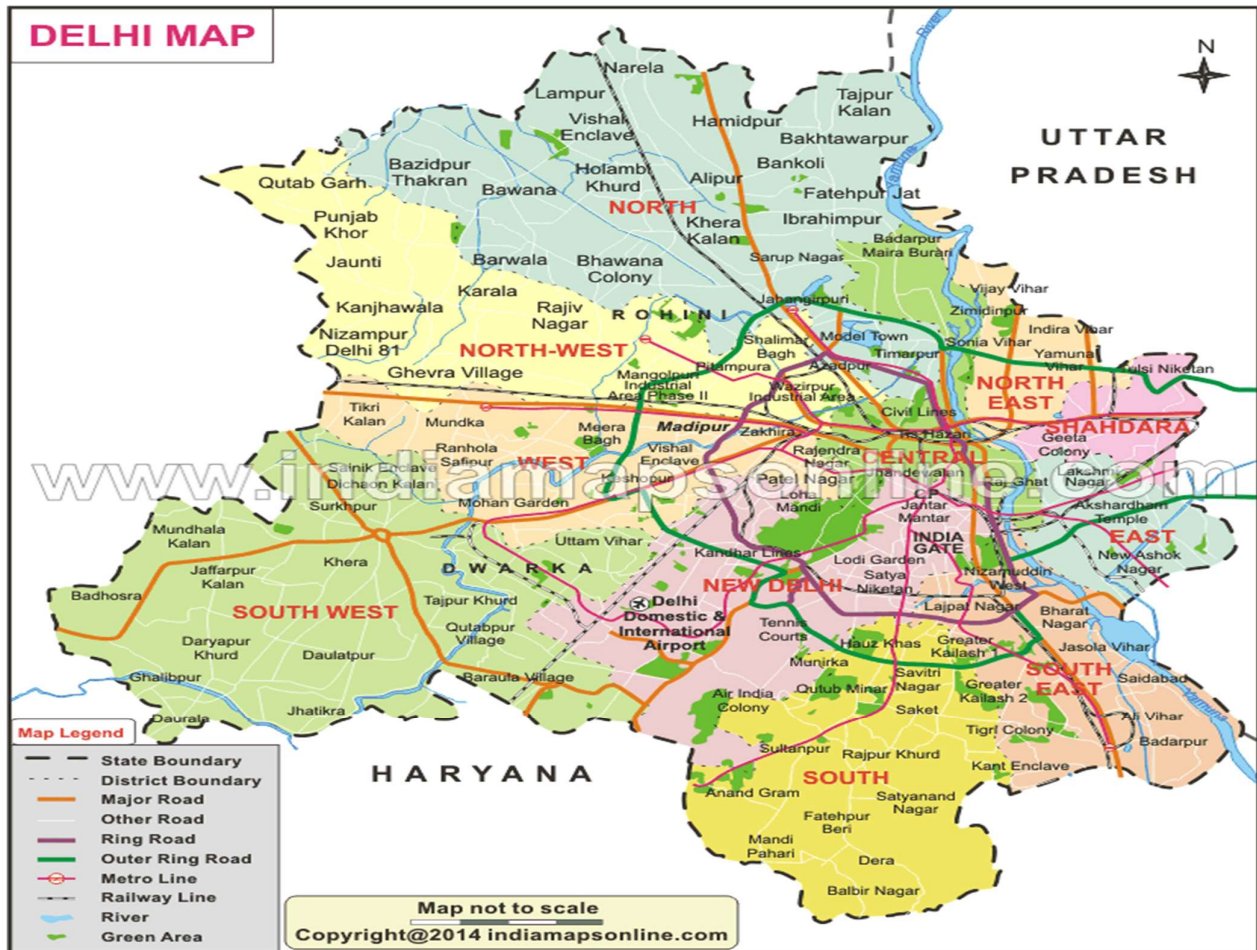 DELHI MAP
N
River
Yamuna
UTTAR
PRADESH
Narela
Lampur
Tajpur
Kalan
Vishal
Enclave
Hamidpur
Bakhtawarpur
Bazidpur
Thakran
Holambi
Khurd
Bankoli
Qutab Garh
Bawana
Alipur
Fatehpur Jat
NORTH
Punjab
Khor
Khera
Kalan
Ibrahimpur
Jaunti
Barwala
Bhawana
Colony
Sarup Nagar
Badarpur
Maira Burari
Karala
Vijay Vihar
Kanjhawala
Rajiv
Nagar
ROHINI
Jahangirpuri
Zimidinpur
Nizampur
Delhi 81
NORTH-WEST
Shalimar
Bagh
Model Town
Timarpur
Sonia Vihar
Indira Vihar
Yamuna
Vihar
Ghevra Village
Pitampura
Azadpur
Tulsi Niketan
Mangolpuri
Industrial
Area Phase II
Wazirpur
Industrial Area
NORTH
EAST
Tikri
Kalan
Mundka
Meera
Bagh
Madipur
Zakhira
Civil Lines
Tis Hazari
SHAHDARA
Geeta
Colony
Ranhola
Safipur
WEST
Vishal
Enclave
Rajendra
Nagar
CENTRAL
Jhandewalan
www.indiamapsonline.com
Sainik Enclave
Dichaon Kalan
Keshopur
Patel Nagar
Raj Ghat
Lakshmi
Nagar
Surkhpur
Mohan Garden
Loha
Mandi
CP
Jantar
Mantar
Akshardham
Temple
Mundhala
Kalan
Uttam Vihar
INDIA
GATE
EAST
Khera
Kandhar Lines
Lodi Garden
New Ashok
Nagar
Jaffarpur
Kalan
DWARKA
Badhosra
NEW DELHI
Satya
Niketan
Nizamuddin
West
SOUTH WEST
Tajpur Khurd
Delhi
Domestic &
International
Airport
Lajpat Nagar
Bharat
Nagar
Qutabpur
Village
Tennis
Courts
Daryapur
Khurd
Daulatpur
Hauz Khas
Greater
Kailash 1
Jasola Vihar
Munirka
SOUTH
EAST
Ghalibpur
Baraula Village
Savitri
Nagar
Saidabad
Qutub Minar
Greater
Kailash 2
Yamuna
Air India
Colony
Saket
Daurala
Jhatikra
Ali Vihar
Tigri Colony
Badarpur
Sultanpur
Rajpur Khurd
Kant Enclave
HARYANA
SOUTH
Anand Gram
Satyanand
Nagar
Fatehpur
Beri
Mandi
Pahari
Dera
Balbir Nagar
Map Legend
State Boundary
District Boundary
Major Road
Other Road
Ring Road
Outer Ring Road
Metro Line
Railway Line
River
Green Area
Map not to scale
Copyright@2014 indiamapsonline.com